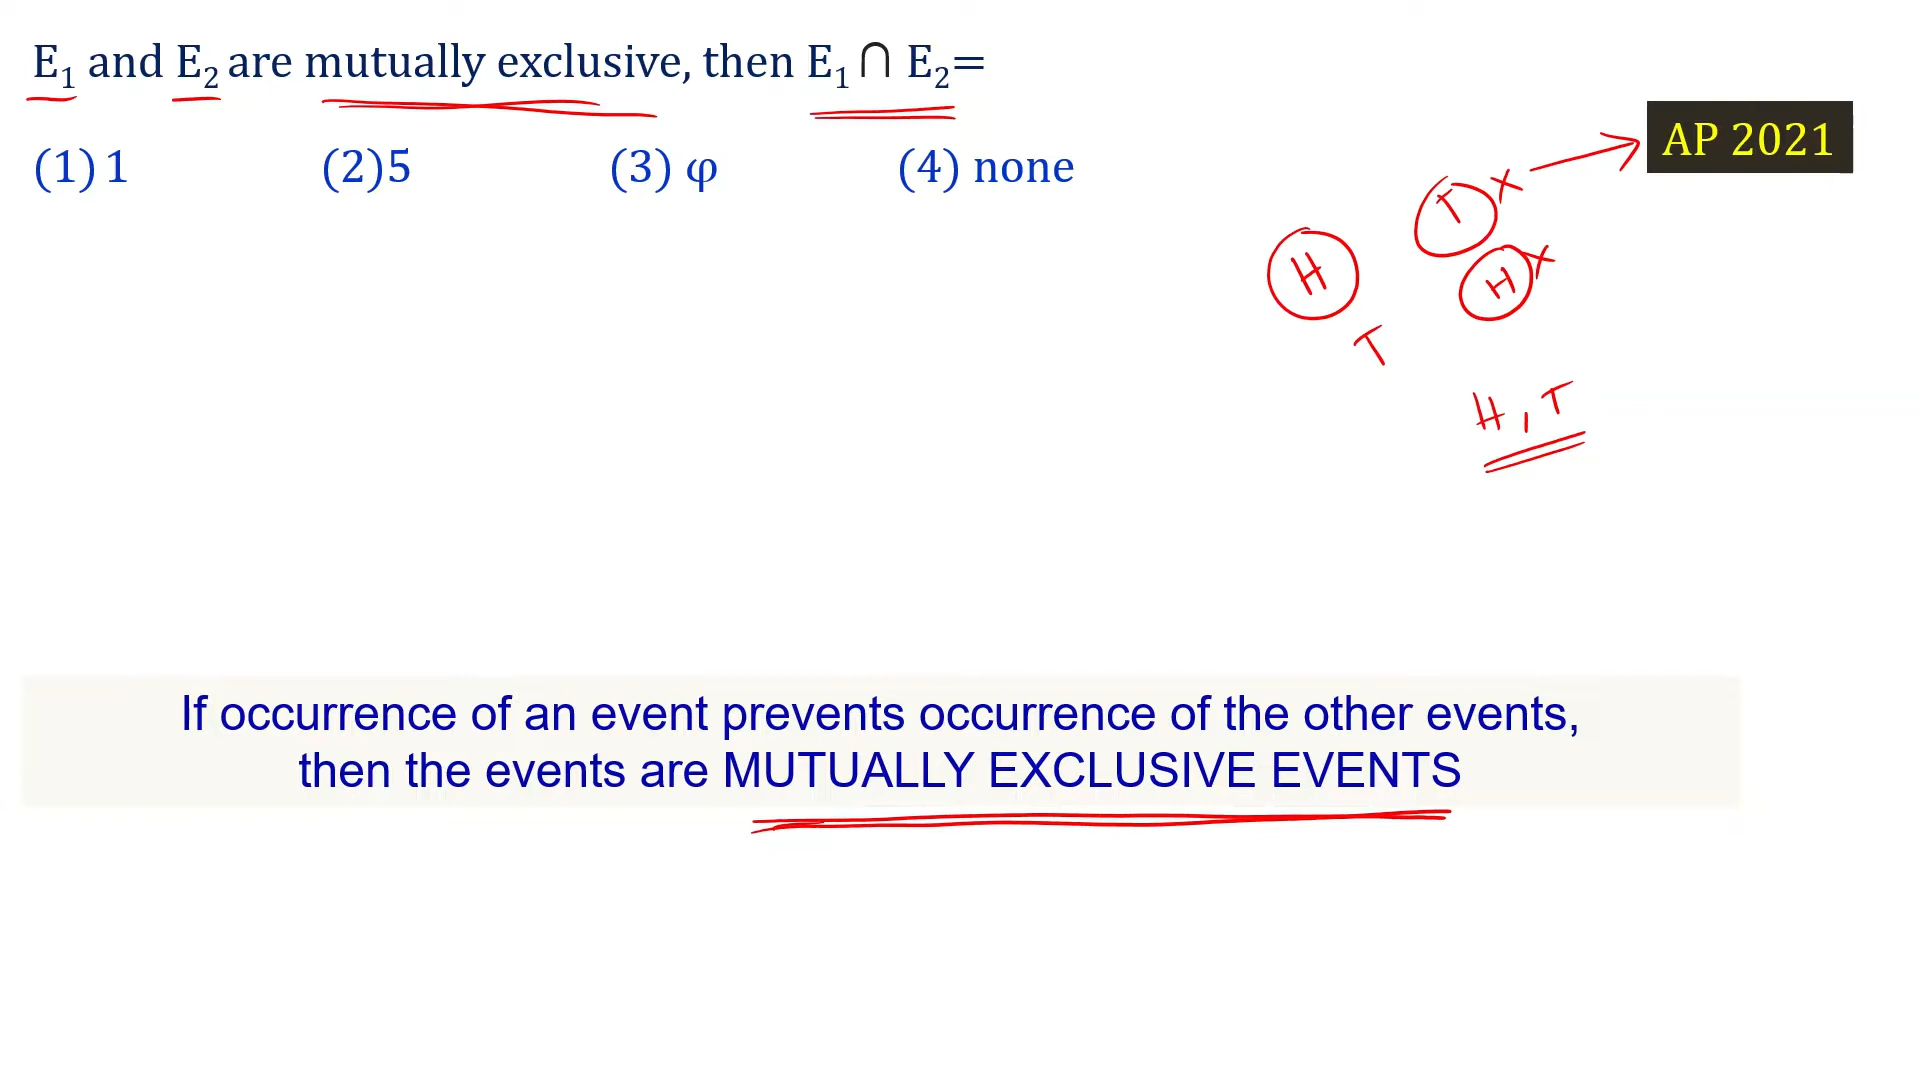 E₁ and E₂ are mutually exclusive, then E₁ ∩ E₂=
(1) 1 (2)5 (3) φ (4) none
AP 2021
T x
H
H x
T
H, T
If occurrence of an event prevents occurrence of the other events,
then the events are MUTUALLY EXCLUSIVE EVENTS